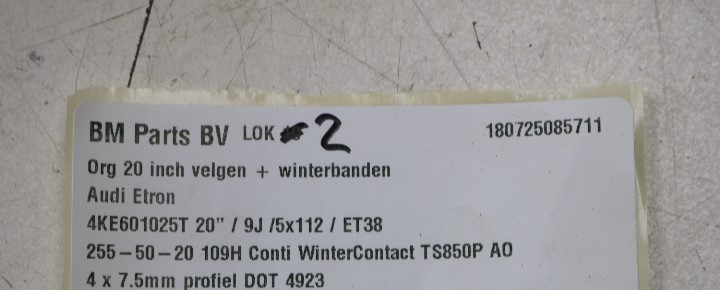 BM Parts BV LOK 2 180725085711
Org 20 inch velgen + winterbanden
Audi Etron
4KE601025T 20" / 9J /5x112 / ET38
255-50-20 109H Conti WinterContact TS850P AO
4 x 7.5mm profiel DOT 4923